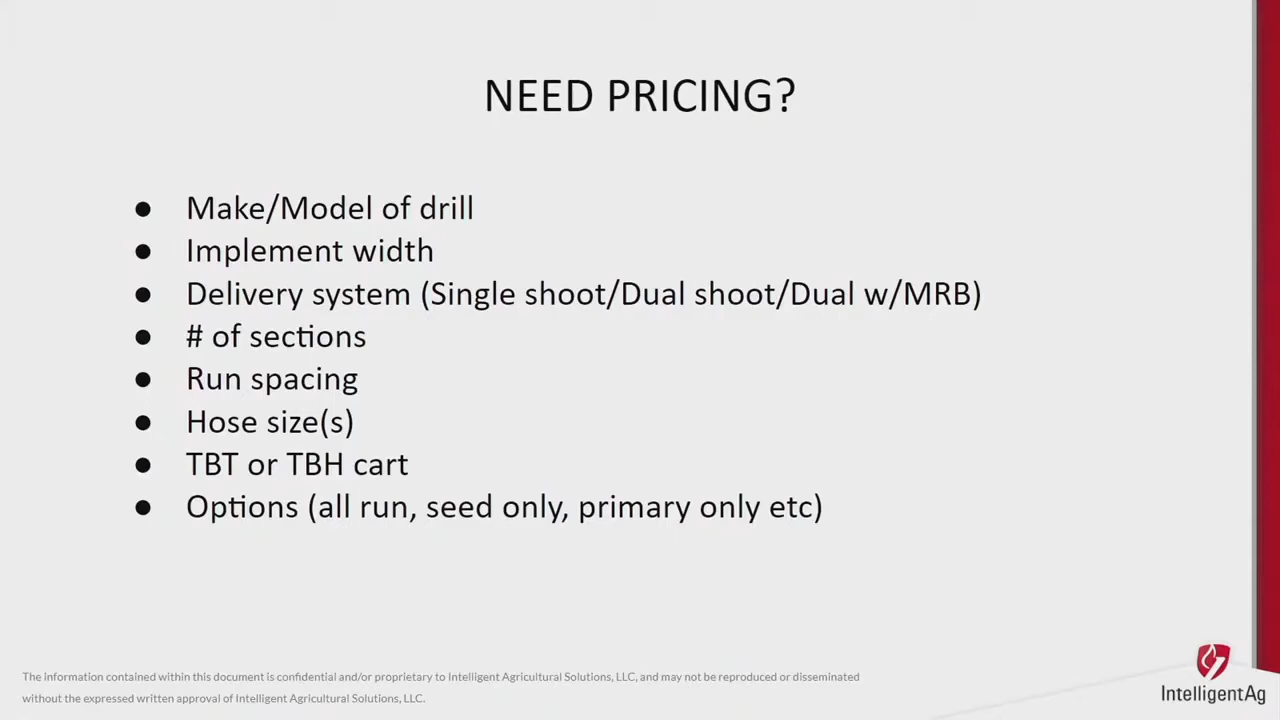 NEED PRICING?
● Make/Model of drill
● Implement width
● Delivery system (Single shoot/Dual shoot/Dual w/MRB)
● # of sections
● Run spacing
● Hose size(s)
● TBT or TBH cart
● Options (all run, seed only, primary only etc)
The information contained within this document is confidential and/or proprietary to Intelligent Agricultural Solutions, LLC, and may not be reproduced or disseminated
without the expressed written approval of Intelligent Agricultural Solutions, LLC.
IntelligentAg